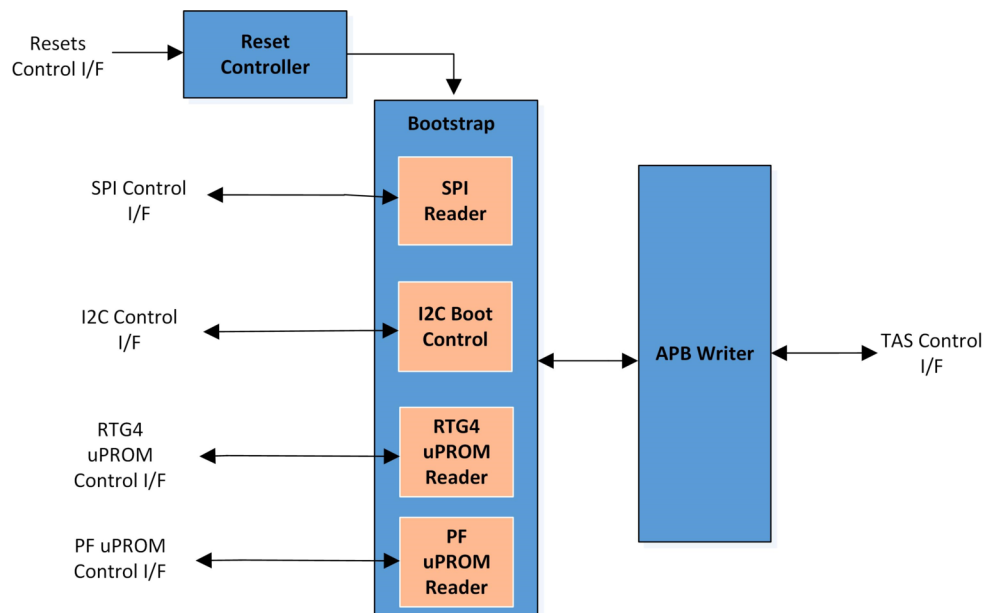 Resets
Control I/F
Reset
Controller
Bootstrap
SPI Control
I/F
SPI
Reader
I2C Control
I/F
I2C Boot
Control
APB Writer
TAS Control
I/F
RTG4
uPROM
Control I/F
RTG4
uPROM
Reader
PF uPROM
Control I/F
PF
uPROM
Reader